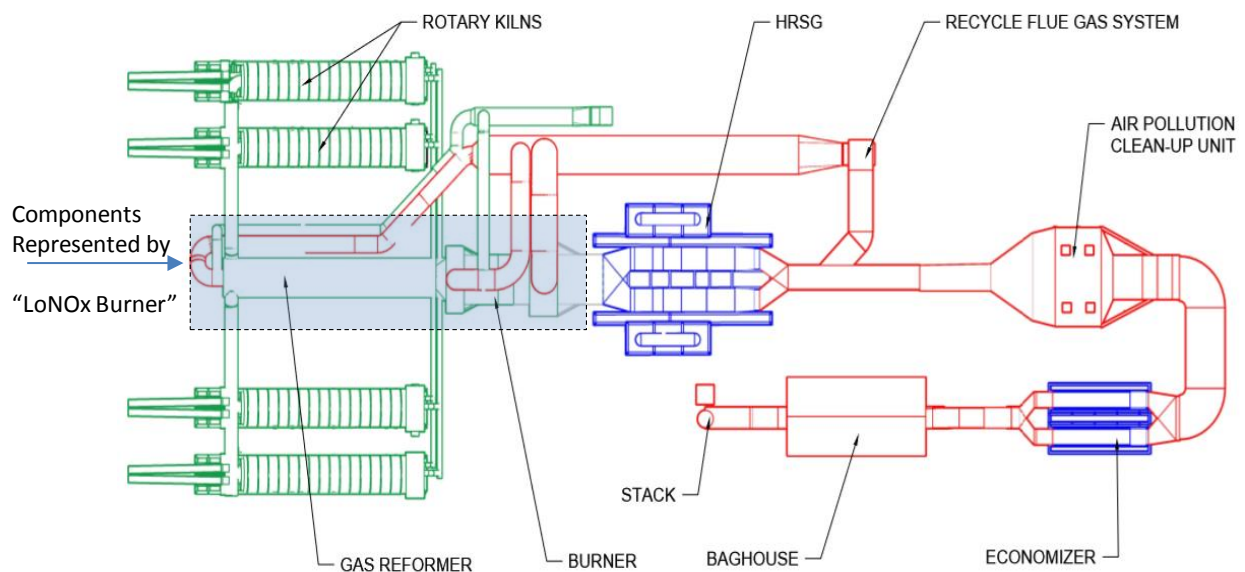 ROTARY KILNS
HRSG
RECYCLE FLUE GAS SYSTEM
AIR POLLUTION
CLEAN-UP UNIT
Components
Represented by
“LoNOx Burner”
STACK
GAS REFORMER
BURNER
BAGHOUSE
ECONOMIZER